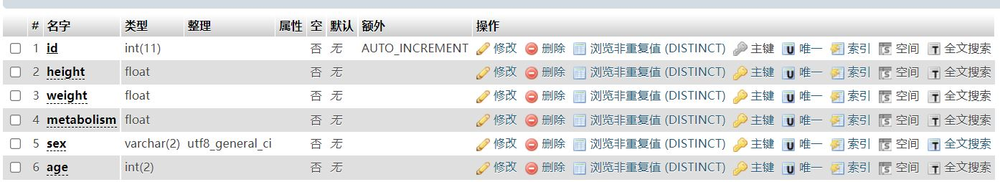 # 名字 类型 整理 属性 空 默认 额外 操作
1 id int(11) 否 无 AUTO_INCREMENT 修改 删除 浏览非重复值 (DISTINCT) 主键 U 唯一 索引 S 空间 T 全文搜索
2 height float 否 无 修改 删除 浏览非重复值 (DISTINCT) 主键 U 唯一 索引 S 空间 T 全文搜索
3 weight float 否 无 修改 删除 浏览非重复值 (DISTINCT) 主键 U 唯一 索引 S 空间 T 全文搜索
4 metabolism float 否 无 修改 删除 浏览非重复值 (DISTINCT) 主键 U 唯一 索引 S 空间 T 全文搜索
5 sex varchar(2) utf8_general_ci 否 无 修改 删除 浏览非重复值 (DISTINCT) 主键 U 唯一 索引 S 空间 T 全文搜索
6 age int(2) 否 无 修改 删除 浏览非重复值 (DISTINCT) 主键 U 唯一 索引 S 空间 T 全文搜索